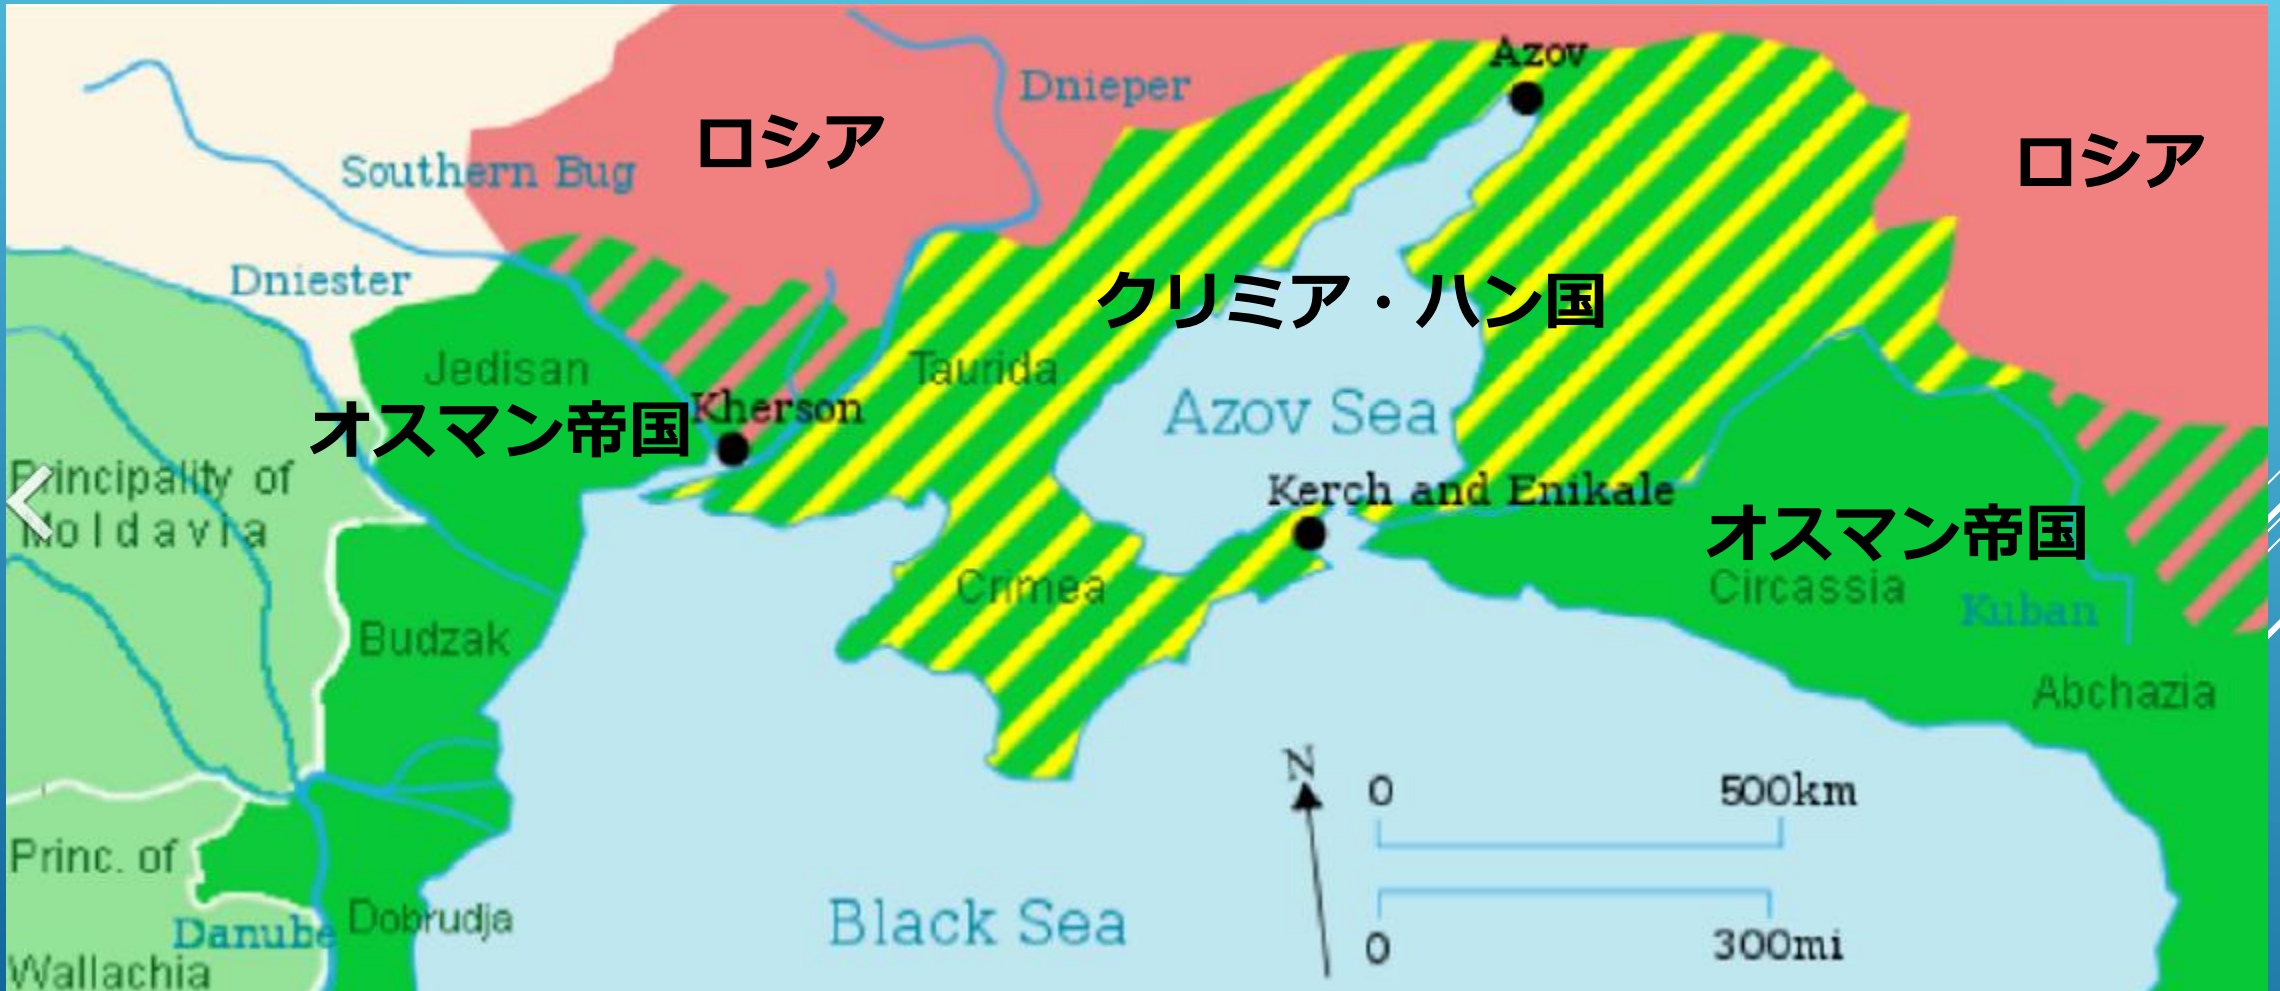 Azov
Dnieper
ロシア
ロシア
Southern Bug
Dniester
クリミア・ハン国
Jedisan
Taurida
オスマン帝国
Kherson
Azov Sea
Principality of
Moldavia
Kerch and Enikale
オスマン帝国
Crimea
Circassia
Kuban
Budzak
Abchazia
N
0
500km
Princ. of
Black Sea
Danube
Dobrudja
0
300mi
Wallachia